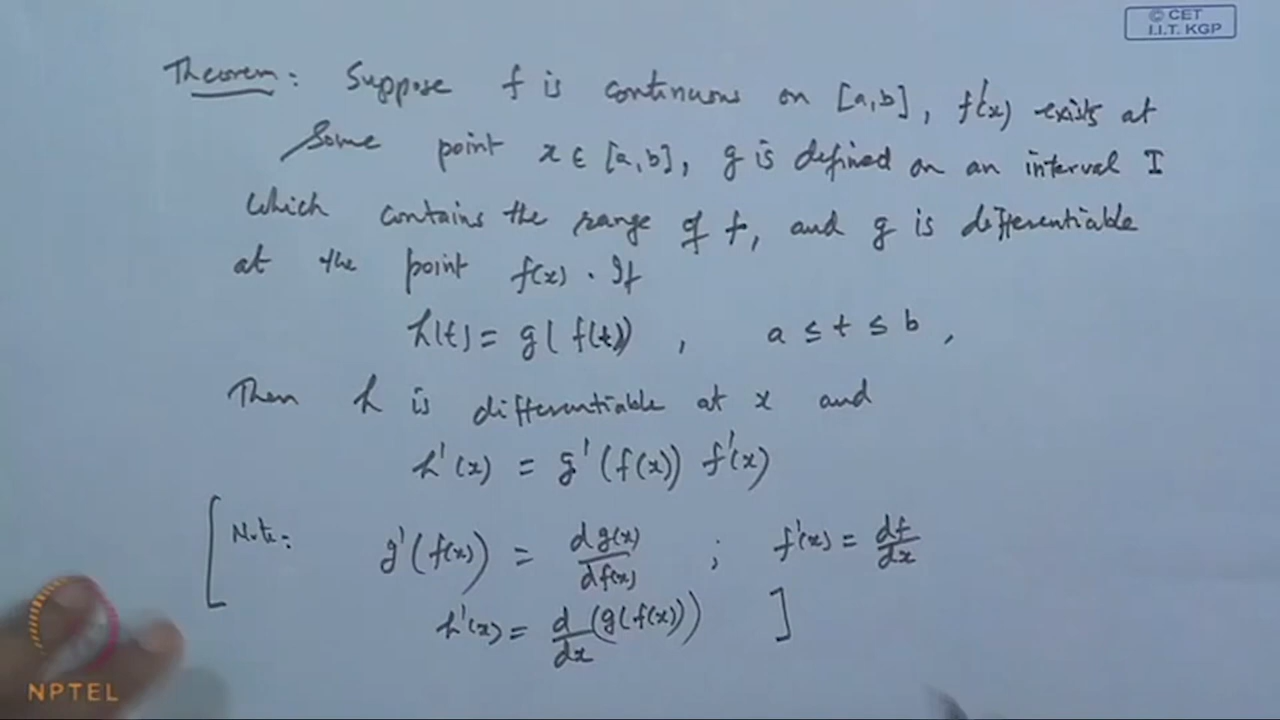 © CET
I.I.T. KGP
Theorem: Suppose f is continuous on [a,b], f'(x) exists at
some point x ∈ [a,b], g is defined on an interval I
which contains the range of f, and g is differentiable
at the point f(x). If
h(t) = g(f(t)) , a ≤ t ≤ b ,
Then h is differentiable at x and
h'(x) = g'(f(x)) f'(x)
[ Note: g'(f(x)) = dg(x)/df(x) ; f'(x) = df/dx
h'(x) = d/dx (g(f(x))) ]
NPTEL